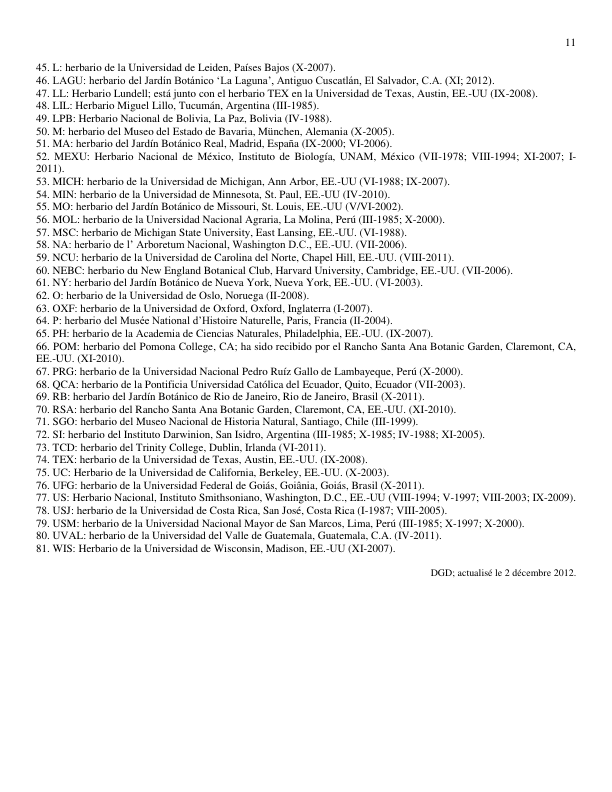 11
45. L: herbario de la Universidad de Leiden, Países Bajos (X-2007).
46. LAGU: herbario del Jardín Botánico ‘La Laguna’, Antiguo Cuscatlán, El Salvador, C.A. (XI; 2012).
47. LL: Herbario Lundell; está junto con el herbario TEX en la Universidad de Texas, Austin, EE.-UU (IX-2008).
48. LIL: Herbario Miguel Lillo, Tucumán, Argentina (III-1985).
49. LPB: Herbario Nacional de Bolivia, La Paz, Bolivia (IV-1988).
50. M: herbario del Museo del Estado de Bavaria, München, Alemania (X-2005).
51. MA: herbario del Jardín Botánico Real, Madrid, España (IX-2000; VI-2006).
52. MEXU: Herbario Nacional de México, Instituto de Biología, UNAM, México (VII-1978; VIII-1994; XI-2007; I-
2011).
53. MICH: herbario de la Universidad de Michigan, Ann Arbor, EE.-UU (VI-1988; IX-2007).
54. MIN: herbario de la Universidad de Minnesota, St. Paul, EE.-UU (IV-2010).
55. MO: herbario del Jardín Botánico de Missouri, St. Louis, EE.-UU (V/VI-2002).
56. MOL: herbario de la Universidad Nacional Agraria, La Molina, Perú (III-1985; X-2000).
57. MSC: herbario de Michigan State University, East Lansing, EE.-UU. (VI-1988).
58. NA: herbario de l’ Arboretum Nacional, Washington D.C., EE.-UU. (VII-2006).
59. NCU: herbario de la Universidad de Carolina del Norte, Chapel Hill, EE.-UU. (VIII-2011).
60. NEBC: herbario du New England Botanical Club, Harvard University, Cambridge, EE.-UU. (VII-2006).
61. NY: herbario del Jardín Botánico de Nueva York, Nueva York, EE.-UU. (VI-2003).
62. O: herbario de la Universidad de Oslo, Noruega (II-2008).
63. OXF: herbario de la Universidad de Oxford, Oxford, Inglaterra (I-2007).
64. P: herbario del Musée National d’Histoire Naturelle, Paris, Francia (II-2004).
65. PH: herbario de la Academia de Ciencias Naturales, Philadelphia, EE.-UU. (IX-2007).
66. POM: herbario del Pomona College, CA; ha sido recibido por el Rancho Santa Ana Botanic Garden, Claremont, CA,
EE.-UU. (XI-2010).
67. PRG: herbario de la Universidad Nacional Pedro Ruíz Gallo de Lambayeque, Perú (X-2000).
68. QCA: herbario de la Pontificia Universidad Católica del Ecuador, Quito, Ecuador (VII-2003).
69. RB: herbario del Jardín Botánico de Rio de Janeiro, Rio de Janeiro, Brasil (X-2011).
70. RSA: herbario del Rancho Santa Ana Botanic Garden, Claremont, CA, EE.-UU. (XI-2010).
71. SGO: herbario del Museo Nacional de Historia Natural, Santiago, Chile (III-1999).
72. SI: herbario del Instituto Darwinion, San Isidro, Argentina (III-1985; X-1985; IV-1988; XI-2005).
73. TCD: herbario del Trinity College, Dublin, Irlanda (VI-2011).
74. TEX: herbario de la Universidad de Texas, Austin, EE.-UU. (IX-2008).
75. UC: Herbario de la Universidad de California, Berkeley, EE.-UU. (X-2003).
76. UFG: herbario de la Universidad Federal de Goiás, Goiânia, Goiás, Brasil (X-2011).
77. US: Herbario Nacional, Instituto Smithsoniano, Washington, D.C., EE.-UU (VIII-1994; V-1997; VIII-2003; IX-2009).
78. USJ: herbario de la Universidad de Costa Rica, San José, Costa Rica (I-1987; VIII-2005).
79. USM: herbario de la Universidad Nacional Mayor de San Marcos, Lima, Perú (III-1985; X-1997; X-2000).
80. UVAL: herbario de la Universidad del Valle de Guatemala, Guatemala, C.A. (IV-2011).
81. WIS: Herbario de la Universidad de Wisconsin, Madison, EE.-UU (XI-2007).
DGD; actualisé le 2 décembre 2012.